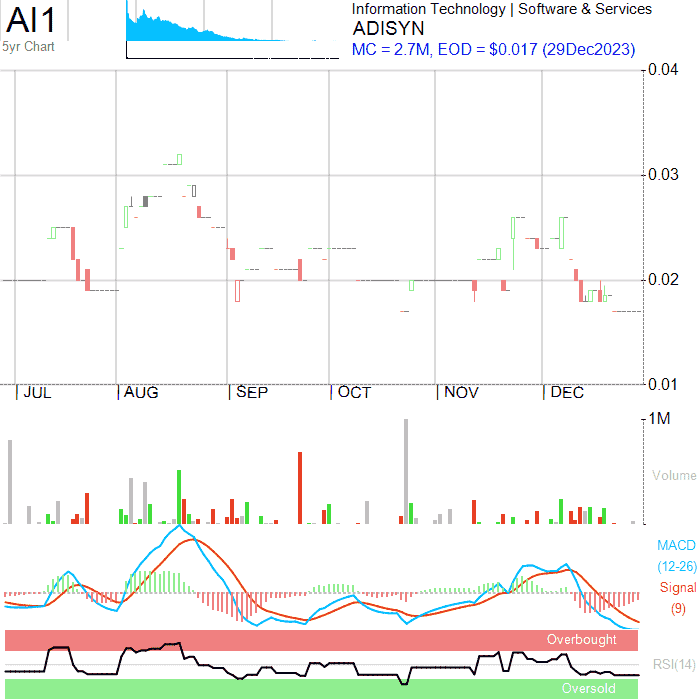 AI1
5yr Chart
Information Technology | Software & Services
ADISYN
MC = 2.7M, EOD = $0.017 (29Dec2023)
0.04
0.03
0.02
0.01
| JUL | AUG | SEP | OCT | NOV | DEC
1M
Volume
MACD
(12-26)
Signal
(9)
Overbought
RSI(14)
Oversold